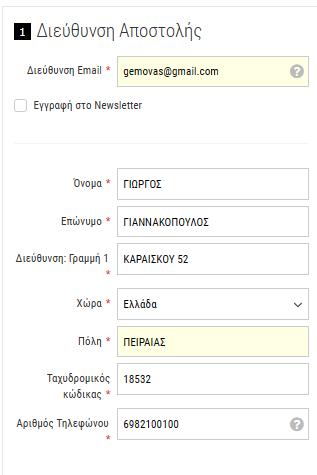 1 Διεύθυνση Αποστολής
Διεύθυνση Email * gemovas@gmail.com ?
Εγγραφή στο Newsletter
Όνομα * ΓΙΩΡΓΟΣ
Επώνυμο * ΓΙΑΝΝΑΚΟΠΟΥΛΟΣ
Διεύθυνση: Γραμμή 1 * ΚΑΡΑΙΣΚΟΥ 52
Χώρα * Ελλάδα
Πόλη * ΠΕΙΡΑΙΑΣ
Ταχυδρομικός κώδικας * 18532
Αριθμός Τηλεφώνου * 6982100100 ?